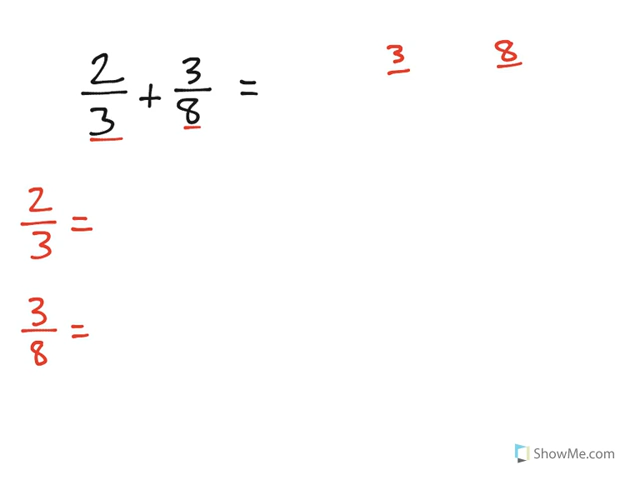 2/3 + 3/8 =
3 8
2/3 =
3/8 =
ShowMe.com